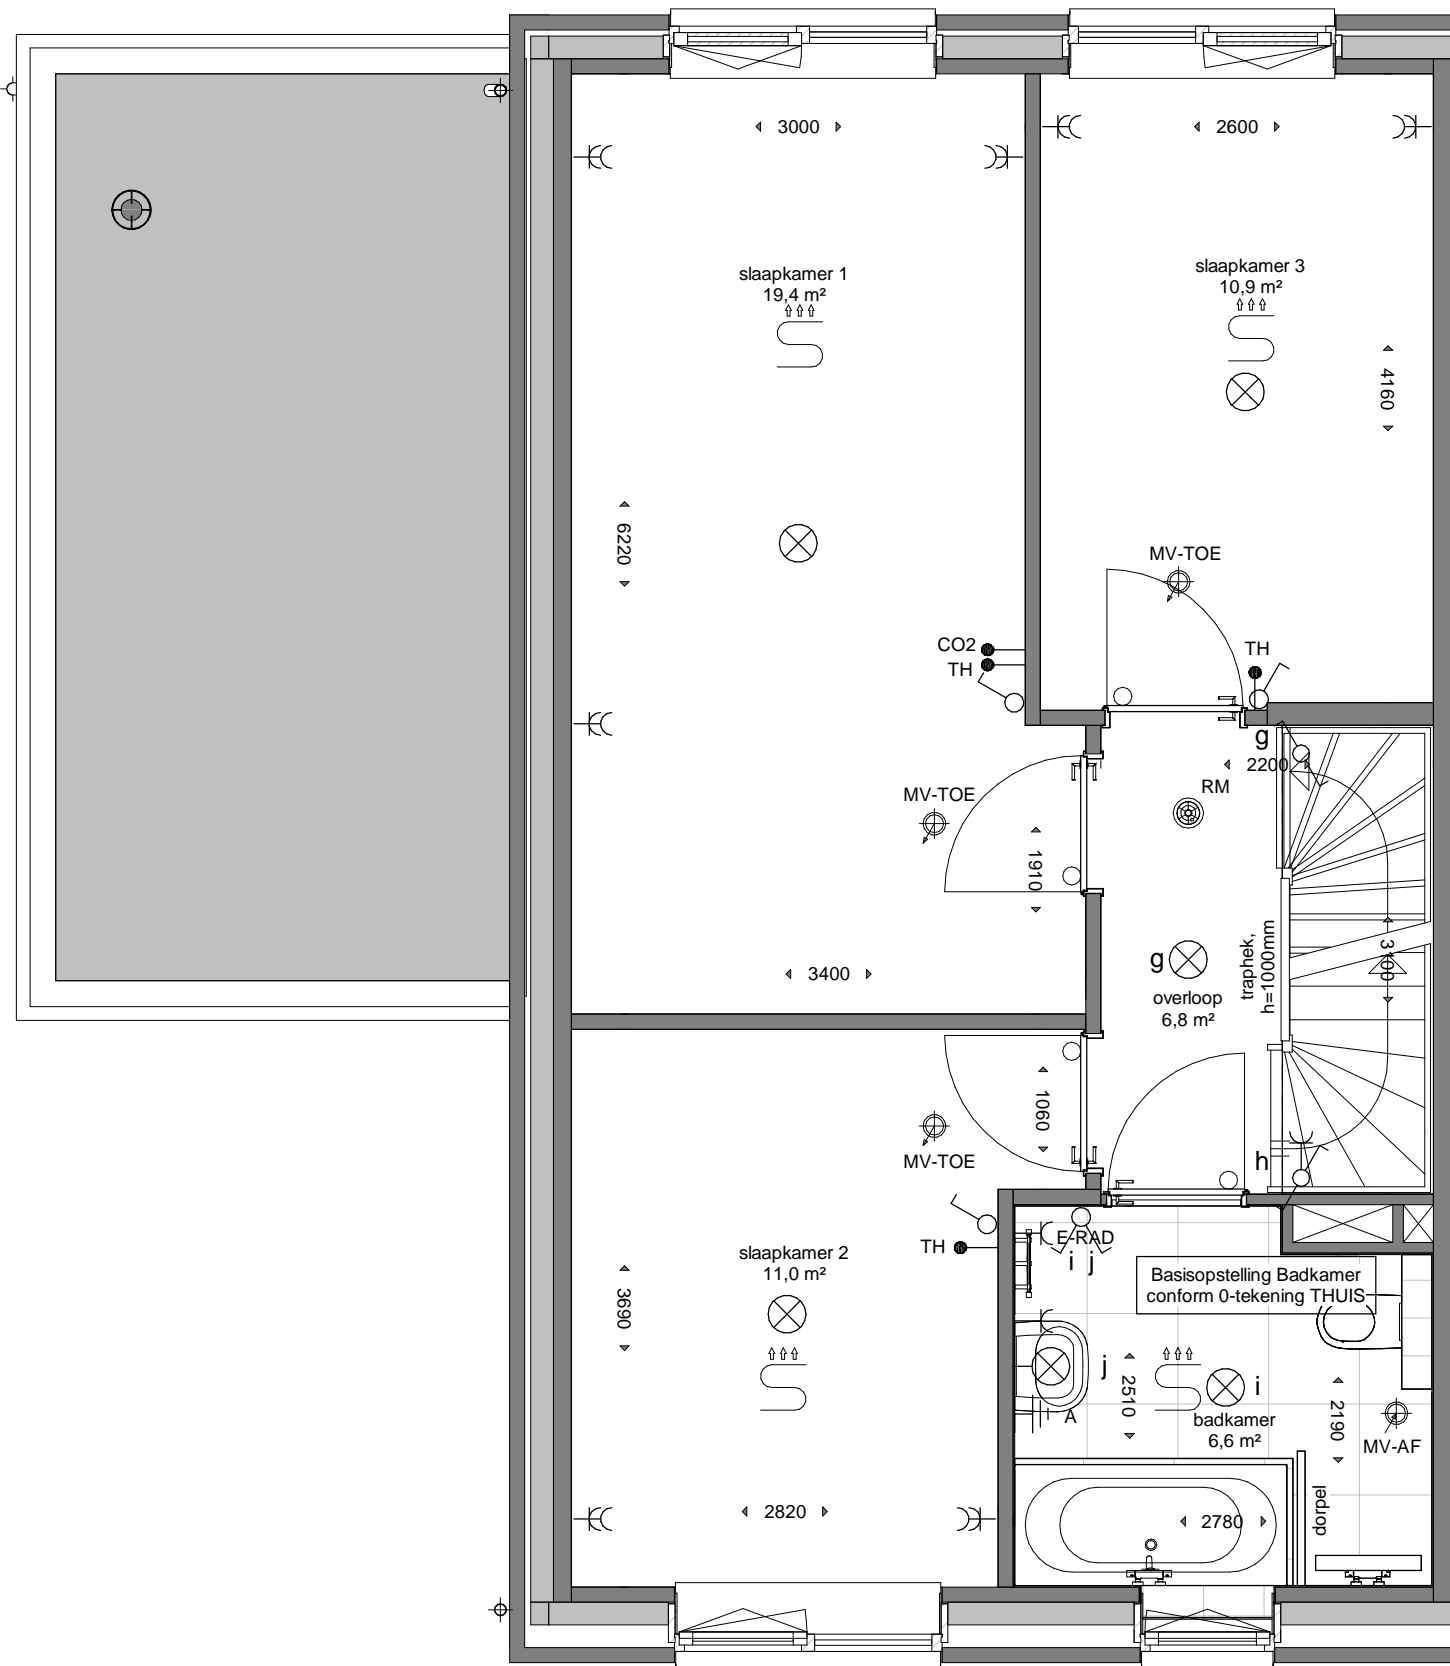 3000
2600
slaapkamer 1
19,4 m²
slaapkamer 3
10,9 m²
4160
6220
MV-TOE
CO2
TH
TH
g
2200
RM
MV-TOE
1910
g
overloop
6,8 m²
traphek,
h=1000mm
3400
1060
MV-TOE
h
TH
slaapkamer 2
11,0 m²
E-RAD
i j
Basisopstelling Badkamer
conform 0-tekening THUIS
3690
j
2510
i
badkamer
6,6 m²
2190
A
MV-AF
2820
2780
dorpel